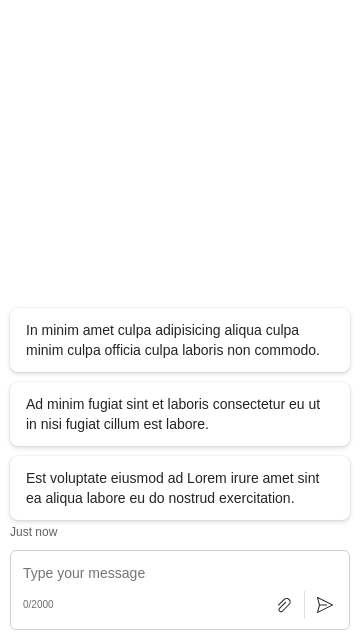 In minim amet culpa adipisicing aliqua culpa
minim culpa officia culpa laboris non commodo.
Ad minim fugiat sint et laboris consectetur eu ut
in nisi fugiat cillum est labore.
Est voluptate eiusmod ad Lorem irure amet sint
ea aliqua labore eu do nostrud exercitation.
Just now
Type your message
0/2000